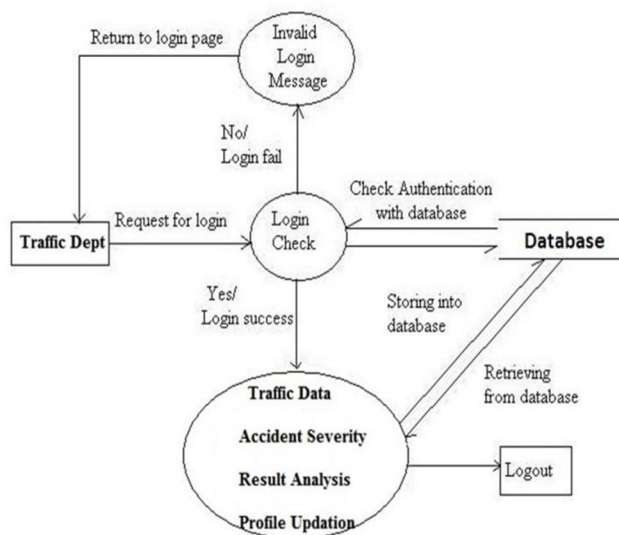 Return to login page
Invalid
Login
Message
No/
Login fail
Check Authentication
with database
Traffic Dept
Request for login
Login
Check
Database
Yes/
Login success
Storing into
database
Retrieving
from database
Traffic Data
Accident Severity
Result Analysis
Profile Updation
Logout